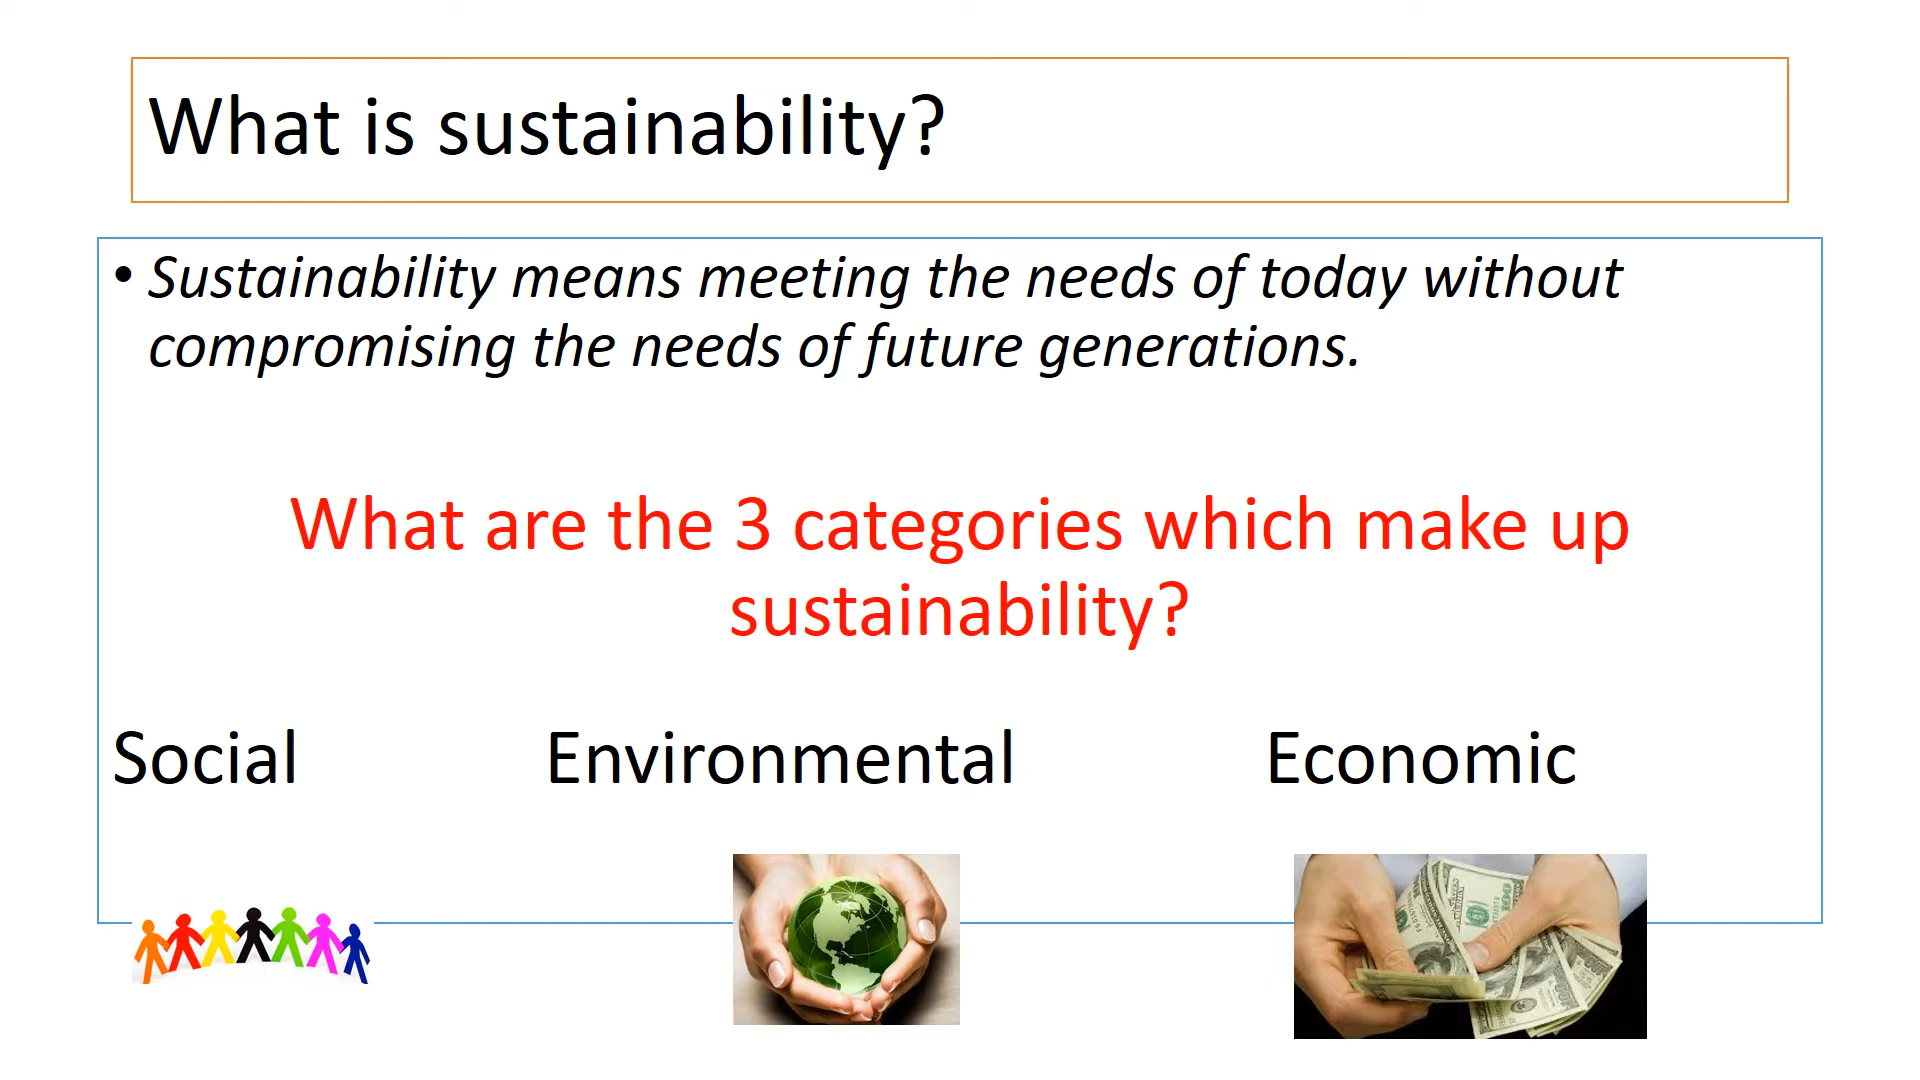 What is sustainability?
• Sustainability means meeting the needs of today without
compromising the needs of future generations.
What are the 3 categories which make up
sustainability?
Social Environmental Economic